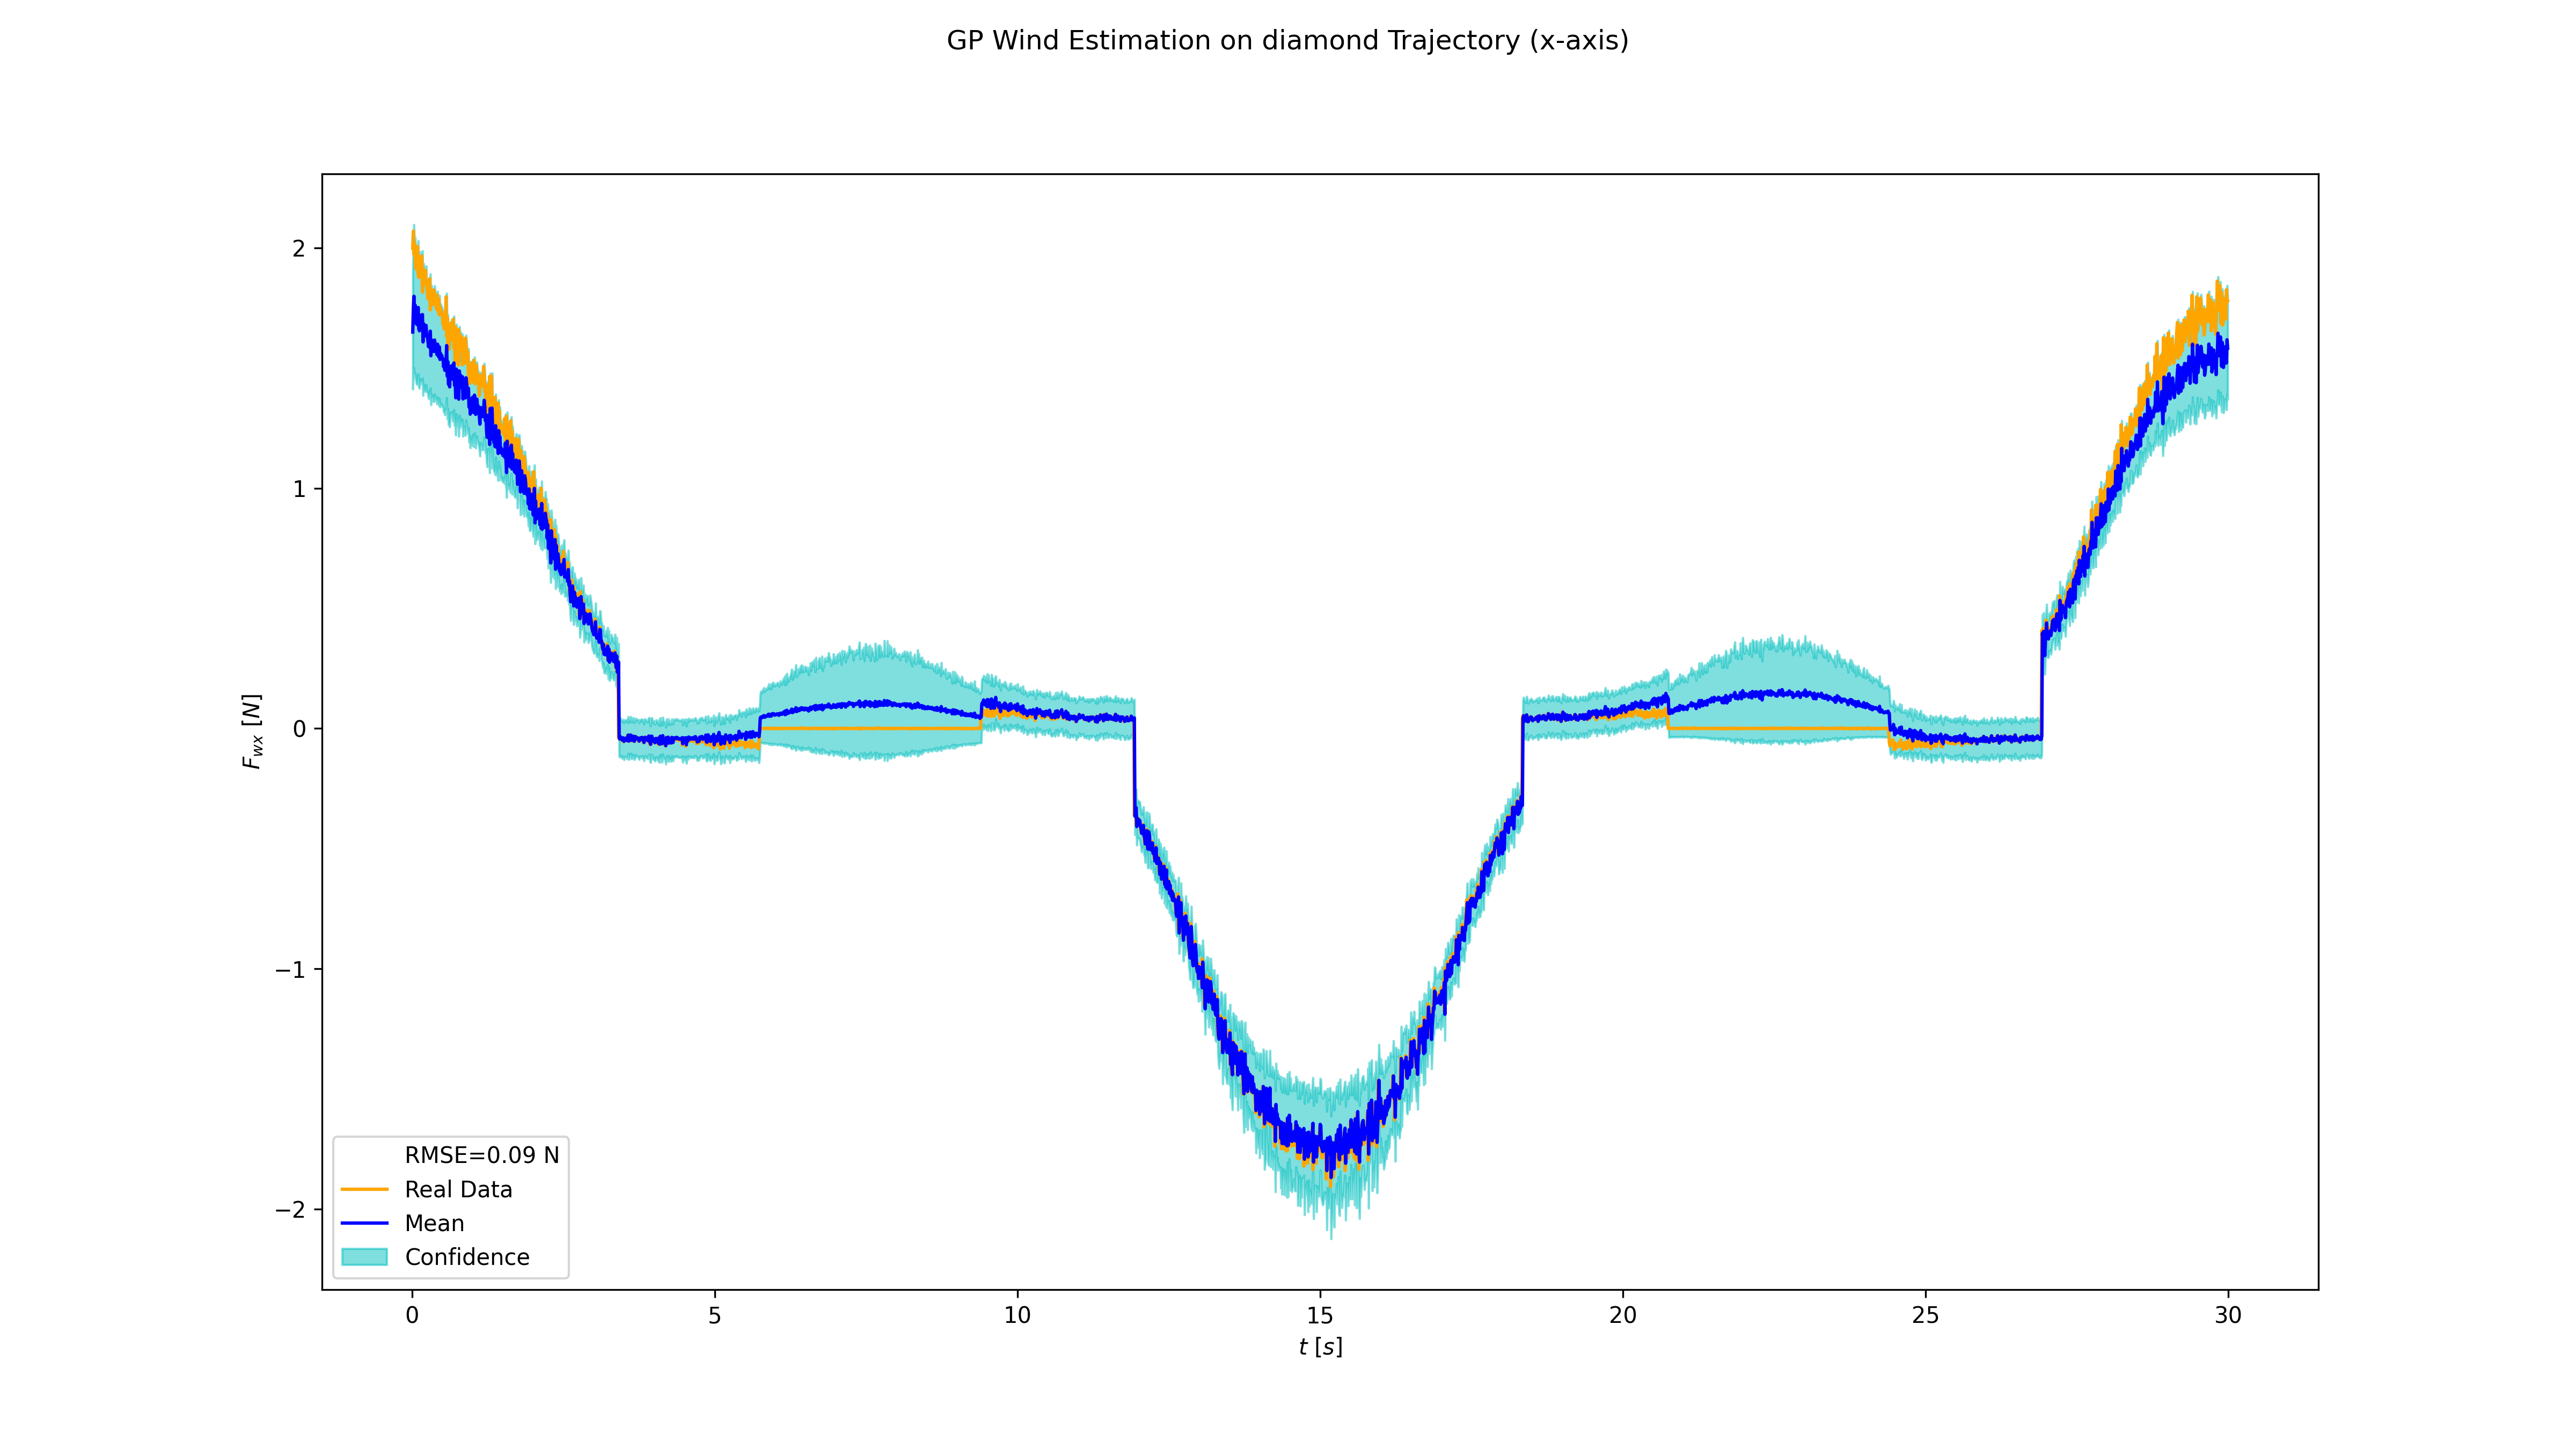 GP Wind Estimation on diamond Trajectory (x-axis)
2
1
0
−1
−2
F_wx [N]
RMSE=0.09 N
Real Data
Mean
Confidence
0 5 10 15 20 25 30
t [s]